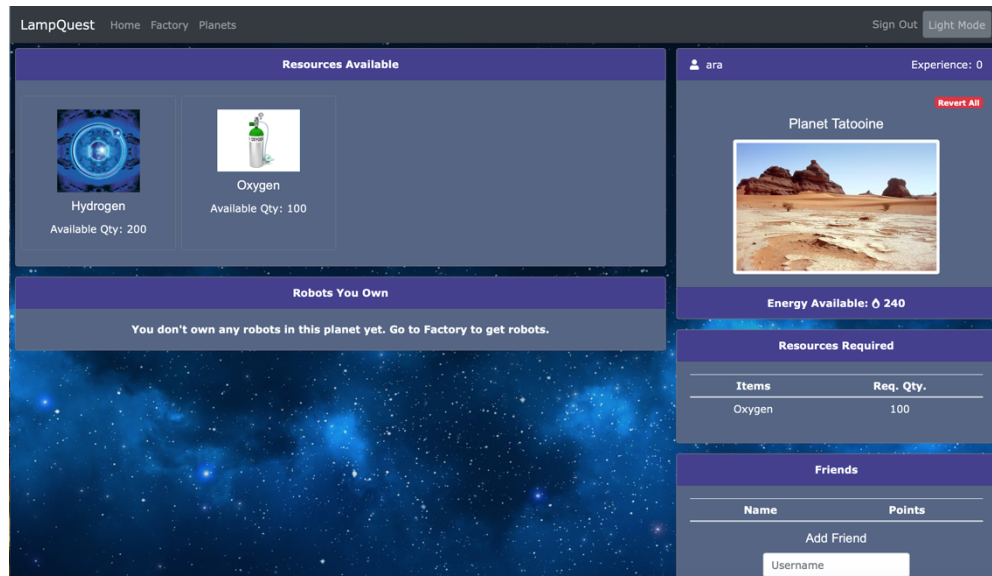 LampQuest Home Factory Planets Sign Out Light Mode
Resources Available
Hydrogen
Available Qty: 200
OXYGEN
Oxygen
Available Qty: 100
Robots You Own
You don't own any robots in this planet yet. Go to Factory to get robots.
ara Experience: 0
Revert All
Planet Tatooine
Energy Available: 240
Resources Required
Items Req. Qty.
Oxygen 100
Friends
Name Points
Add Friend
Username